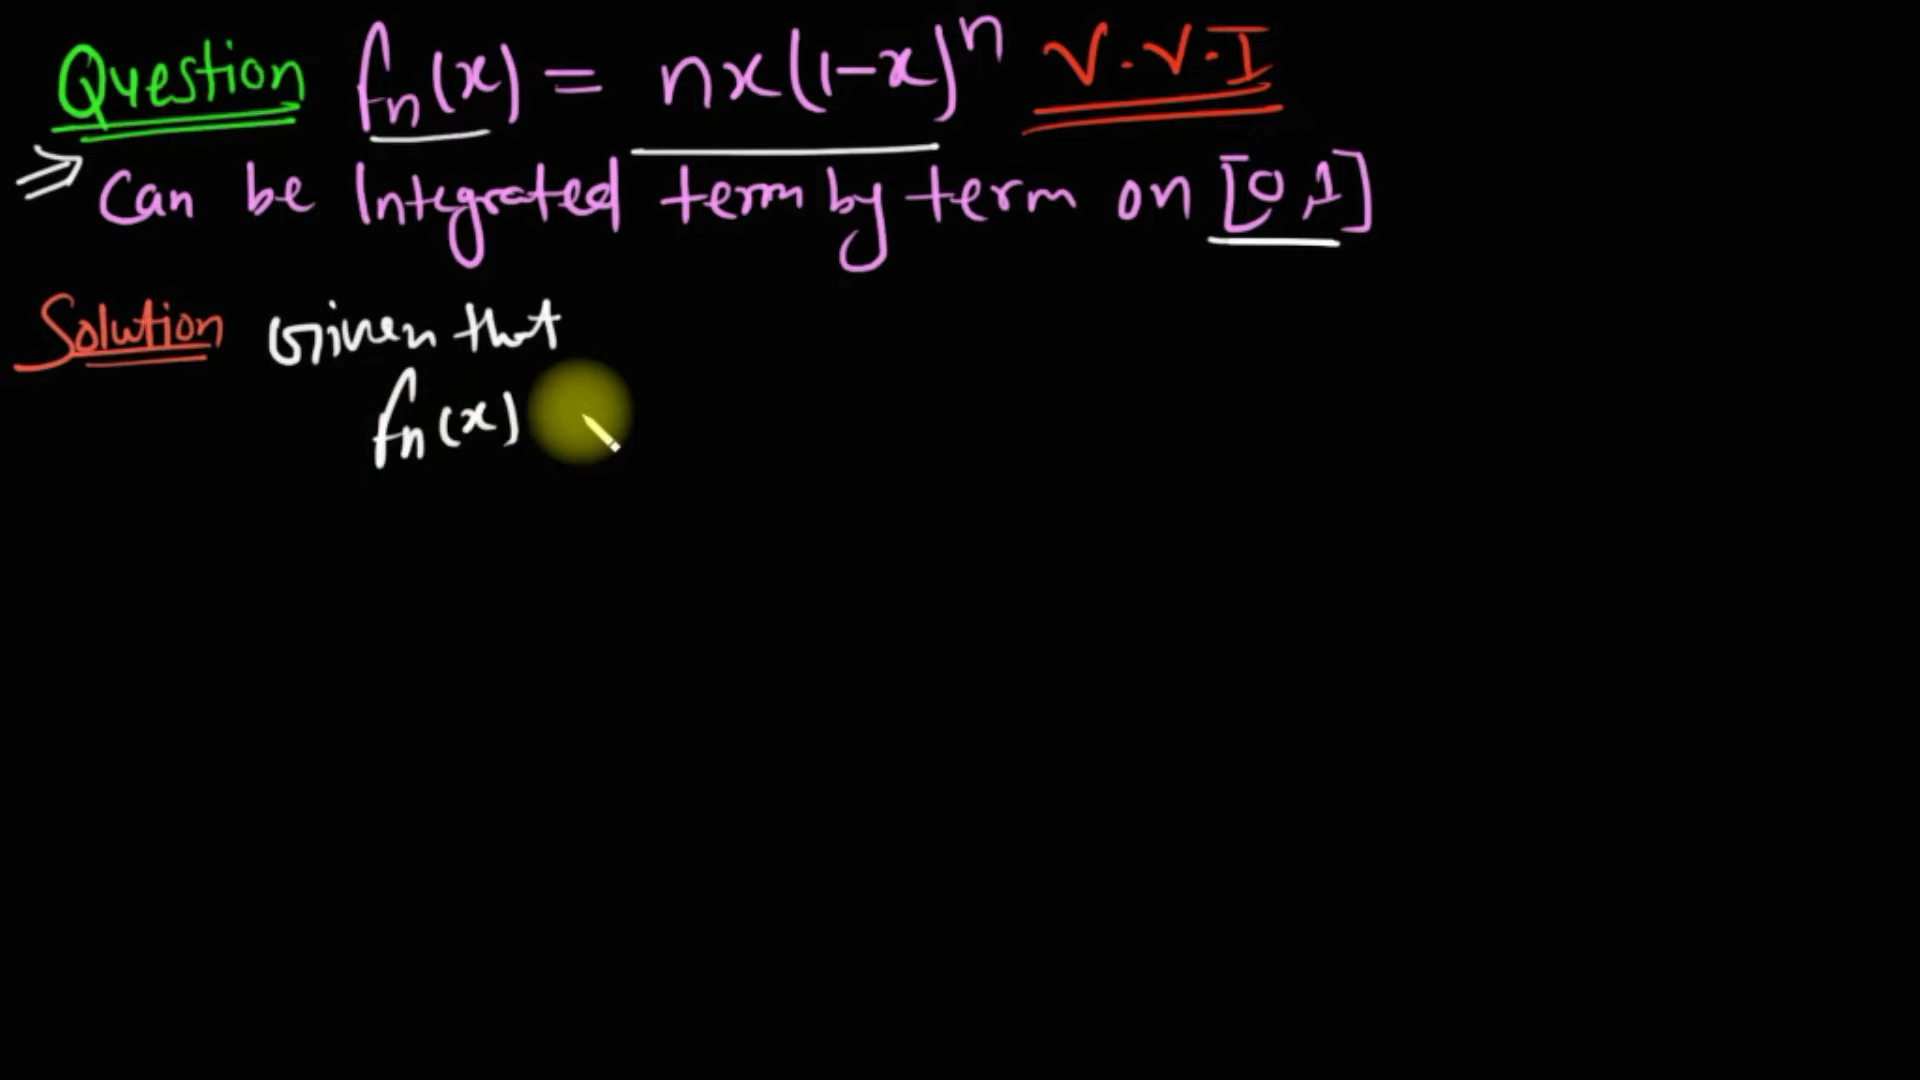 Question fn(x) = nx(1-x)^n V.V.I
⇒ Can be Integrated term by term on [0,1]
Solution Given that
fn(x)